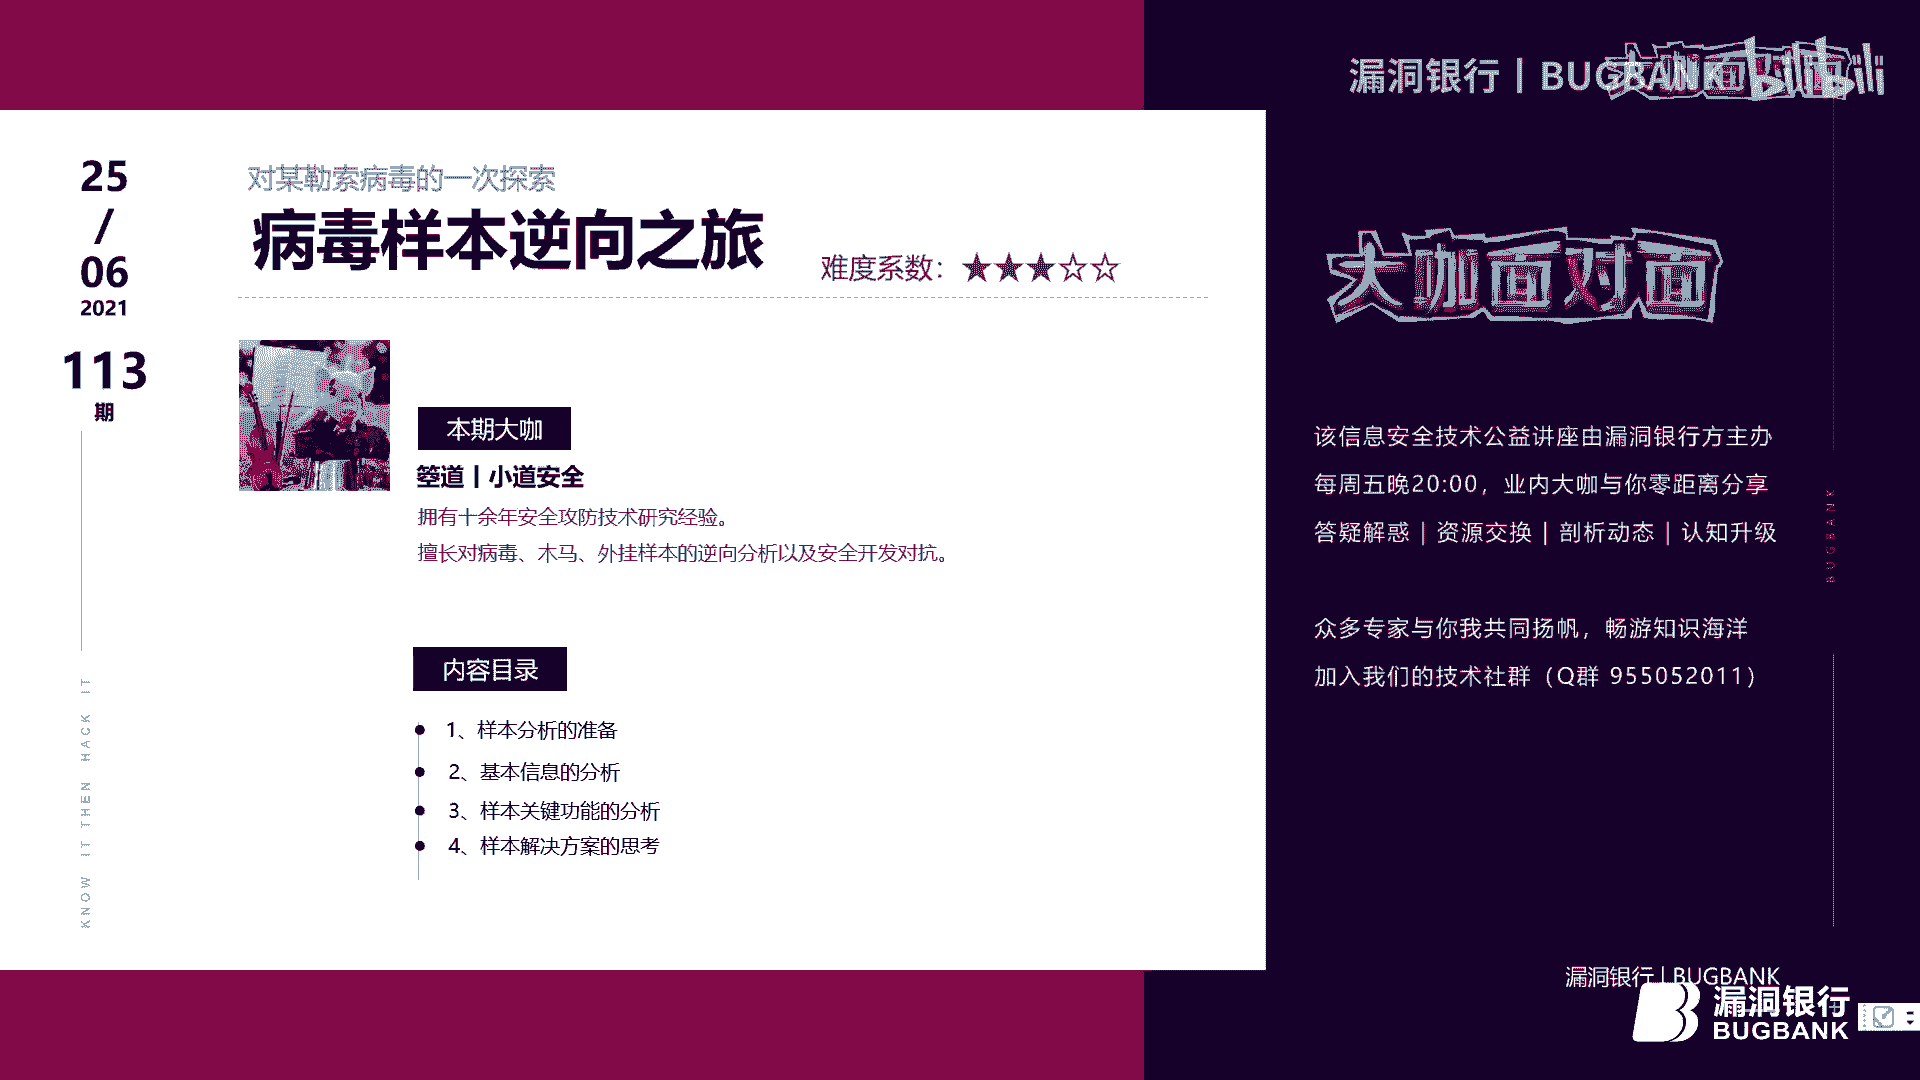 漏洞银行 | BUGBANK
bilibili
25
/
06
2021
113
期
对某勒索病毒的一次探索
病毒样本逆向之旅
难度系数：★★★☆☆
本期大咖
箜道 | 小道安全
拥有十余年安全攻防技术研究经验。
擅长对病毒、木马、外挂样本的逆向分析以及安全开发对抗。
内容目录
1、样本分析的准备
2、基本信息的分析
3、样本关键功能的分析
4、样本解决方案的思考
KNOW IT THEN HACK IT
大咖面对面
该信息安全技术公益讲座由漏洞银行方主办
每周五晚20:00，业内大咖与你零距离分享
答疑解惑 | 资源交换 | 剖析动态 | 认知升级
众多专家与你我共同扬帆，畅游知识海洋
加入我们的技术社群（Q群 955052011）
BUGBANK
漏洞银行 | BUGBANK
漏洞银行
BUGBANK